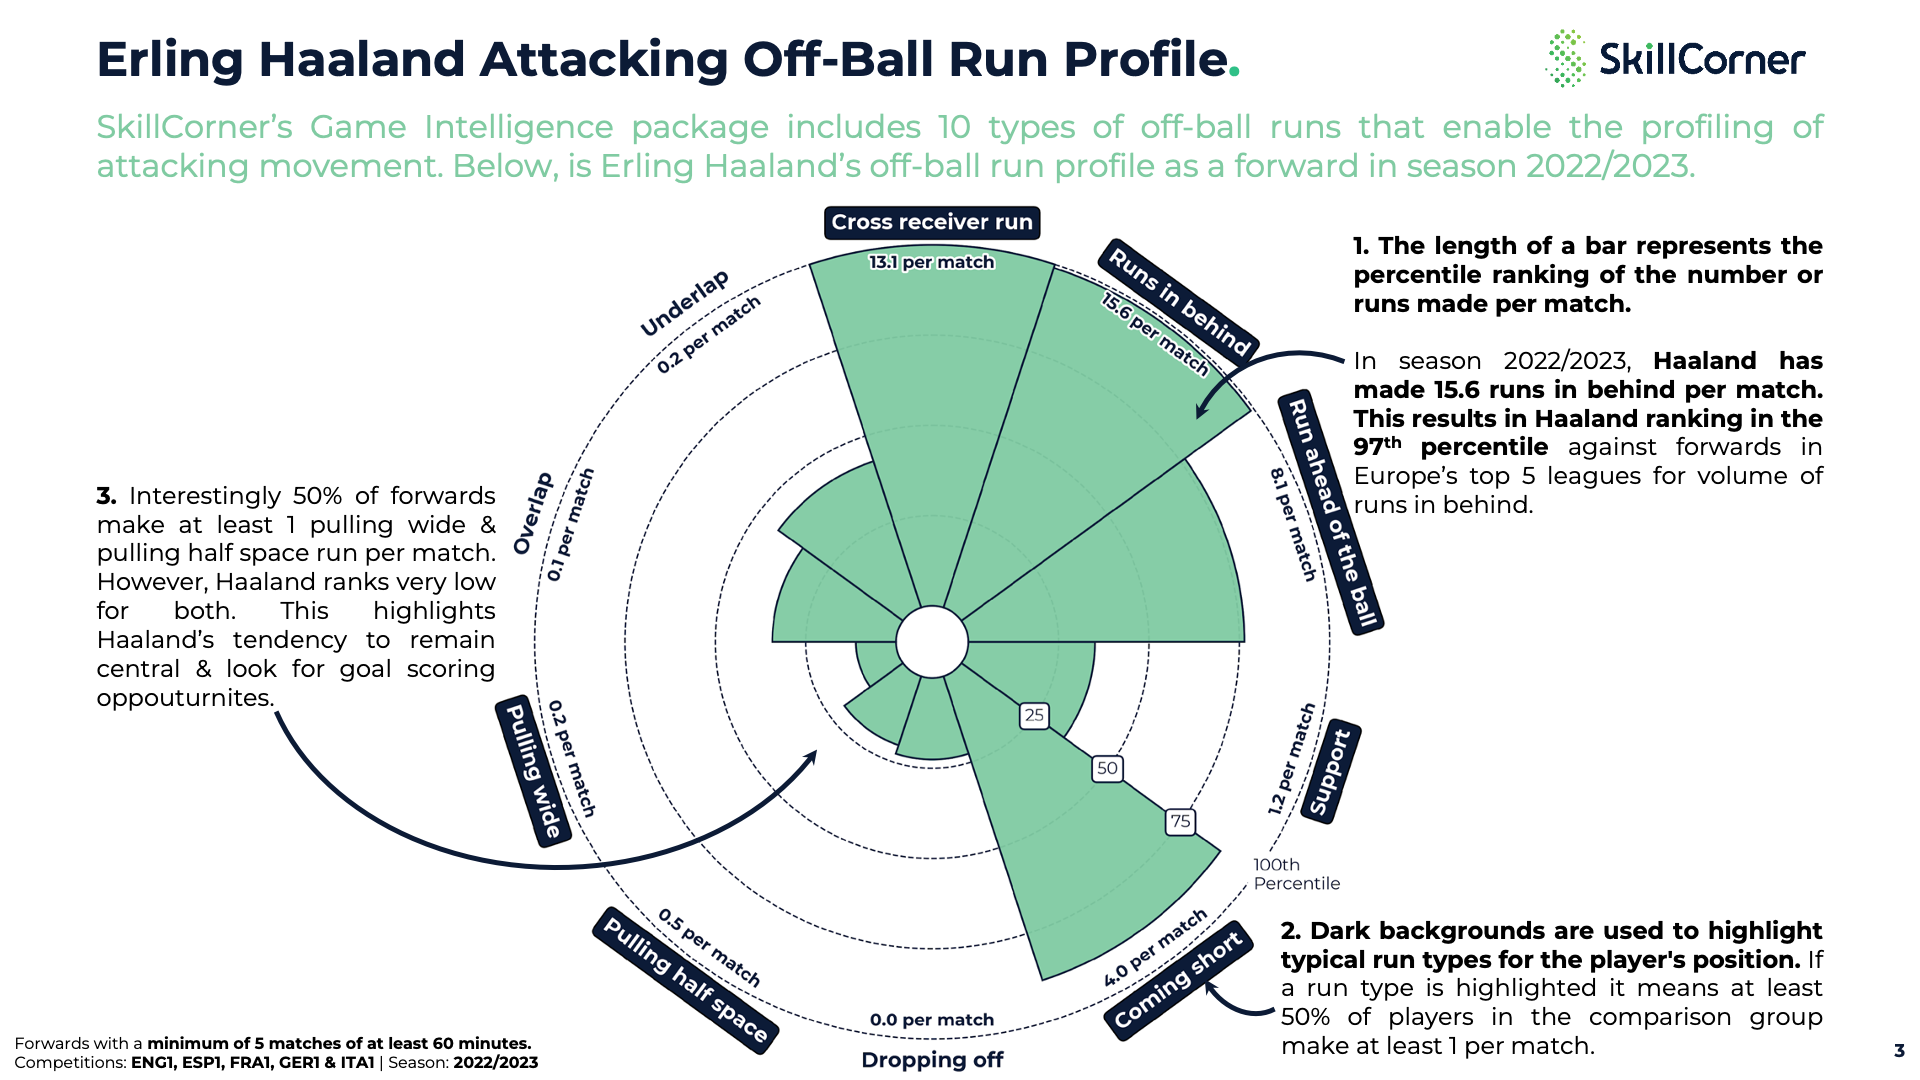 Erling Haaland Attacking Off-Ball Run Profile.
SkillCorner
SkillCorner’s Game Intelligence package includes 10 types of off-ball runs that enable the profiling of
attacking movement. Below, is Erling Haaland’s off-ball run profile as a forward in season 2022/2023.
Cross receiver run
13.1 per match
Runs in behind
15.6 per match
Run ahead of the ball
8.1 per match
Support
1.2 per match
Coming short
4.0 per match
Dropping off
0.0 per match
Pulling half space
0.5 per match
Pulling wide
0.2 per match
Overlap
0.1 per match
Underlap
0.2 per match
25
50
75
100th
Percentile
1. The length of a bar represents the
percentile ranking of the number or
runs made per match.
In season 2022/2023, Haaland has
made 15.6 runs in behind per match.
This results in Haaland ranking in the
97th percentile against forwards in
Europe’s top 5 leagues for volume of
runs in behind.
2. Dark backgrounds are used to highlight
typical run types for the player's position. If
a run type is highlighted it means at least
50% of players in the comparison group
make at least 1 per match.
3. Interestingly 50% of forwards
make at least 1 pulling wide &
pulling half space run per match.
However, Haaland ranks very low
for both. This highlights
Haaland’s tendency to remain
central & look for goal scoring
oppouturnites.
Forwards with a minimum of 5 matches of at least 60 minutes.
Competitions: ENG1, ESP1, FRA1, GER1 & ITA1 | Season: 2022/2023
3